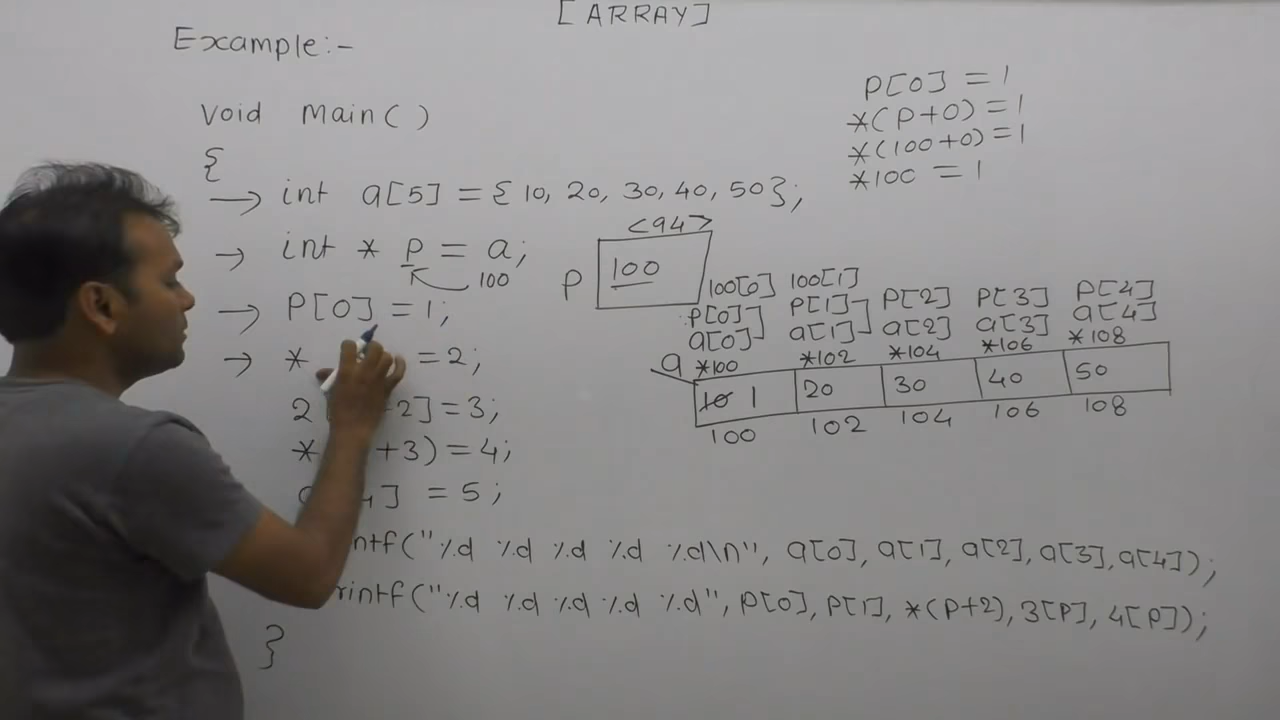 [ARRAY]
Example:-
Void Main( )
{
→ int a[5] = { 10, 20, 30, 40, 50 };
→ int * p = a;
100
→ P[0] = 1;
→ * = 2;
2[ -2] = 3;
* +3) = 4;
] = 5;
ntf("%d %d %d %d %d\n", a[0], a[1], a[2], a[3], a[4]);
rintf("%d %d %d %d %d", p[0], p[1], *(p+2), 3[p], 4[p]);
}
P[0] = 1
*(P+0) = 1
*(100+0) = 1
*100 = 1
<94>
P 100
100[0] 100[1]
P[0] P[1] P[2] P[3] P[4]
a[0] a[1] a[2] a[3] a[4]
a *100 *102 *104 *106 *108
10 1 20 30 40 50
100 102 104 106 108